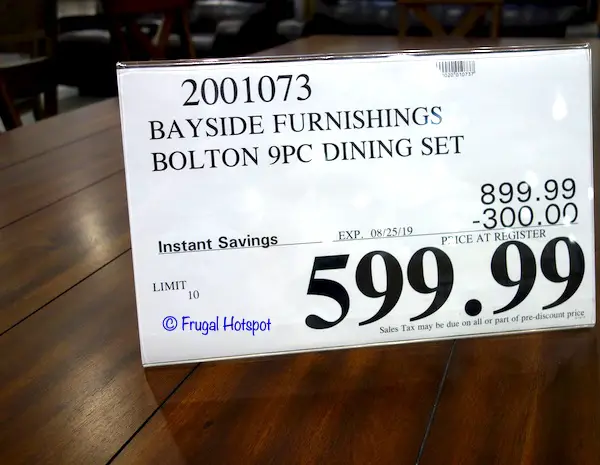 2001073
BAYSIDE FURNISHINGS
BOLTON 9PC DINING SET
899.99
-300.00
Instant Savings EXP. 08/25/19 PRICE AT REGISTER
599.99
LIMIT 10
© Frugal Hotspot
Sales Tax may be due on all or part of pre-discount price